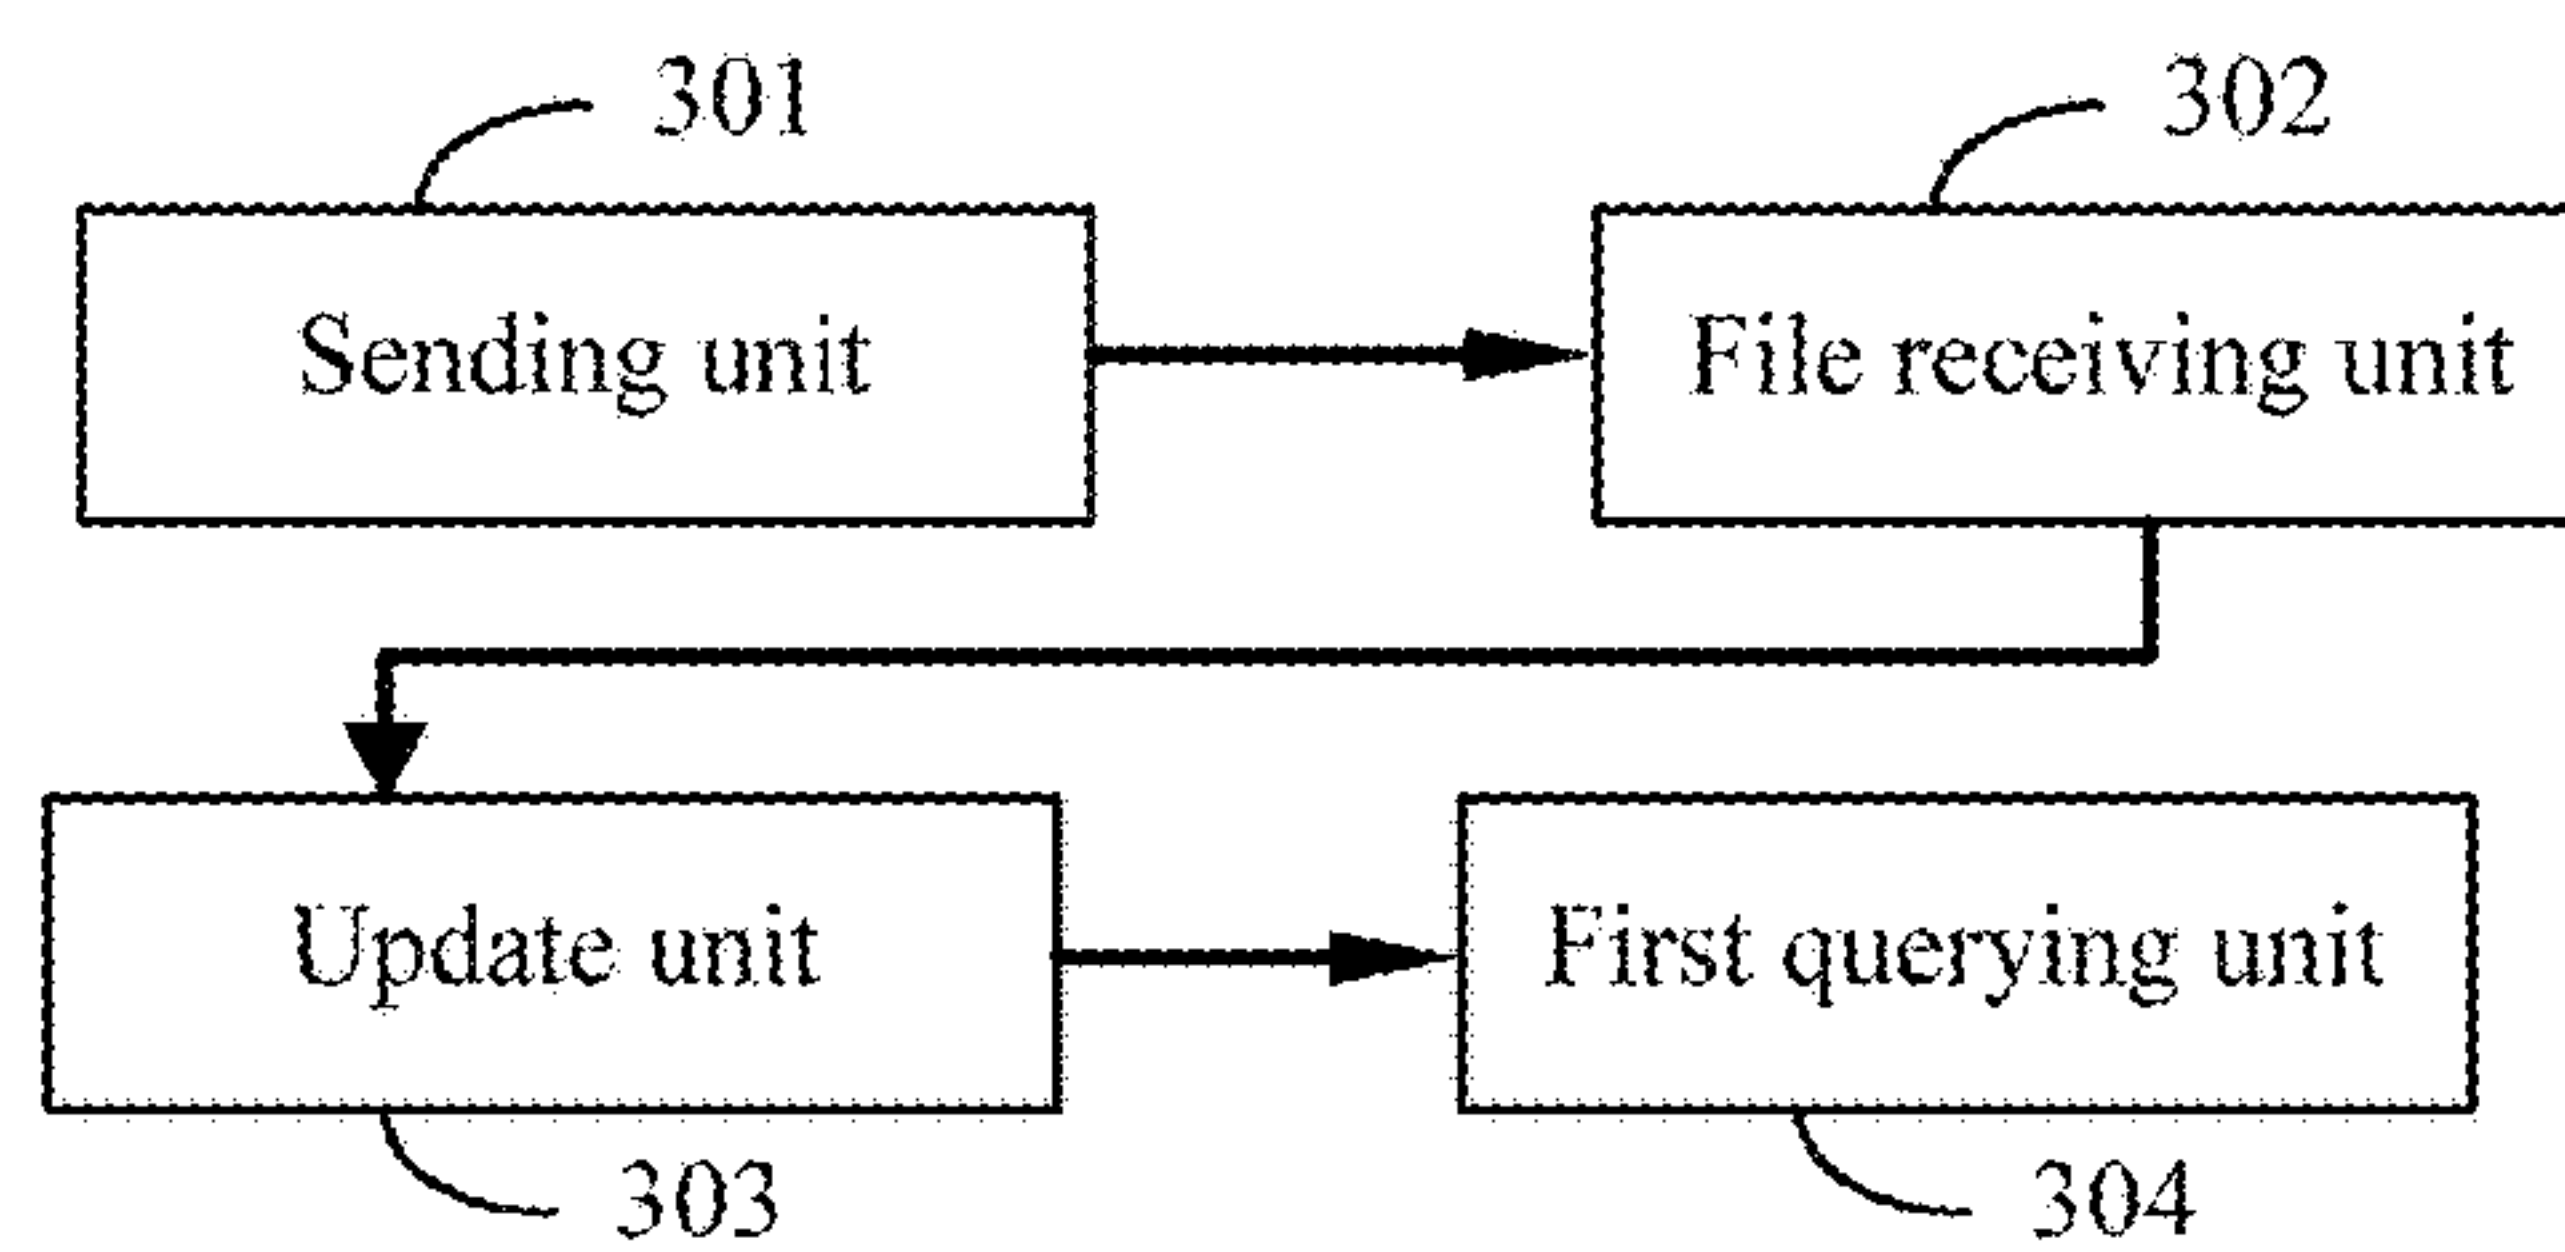 301
302
Sending unit
File receiving unit
Update unit
First querying unit
303
304